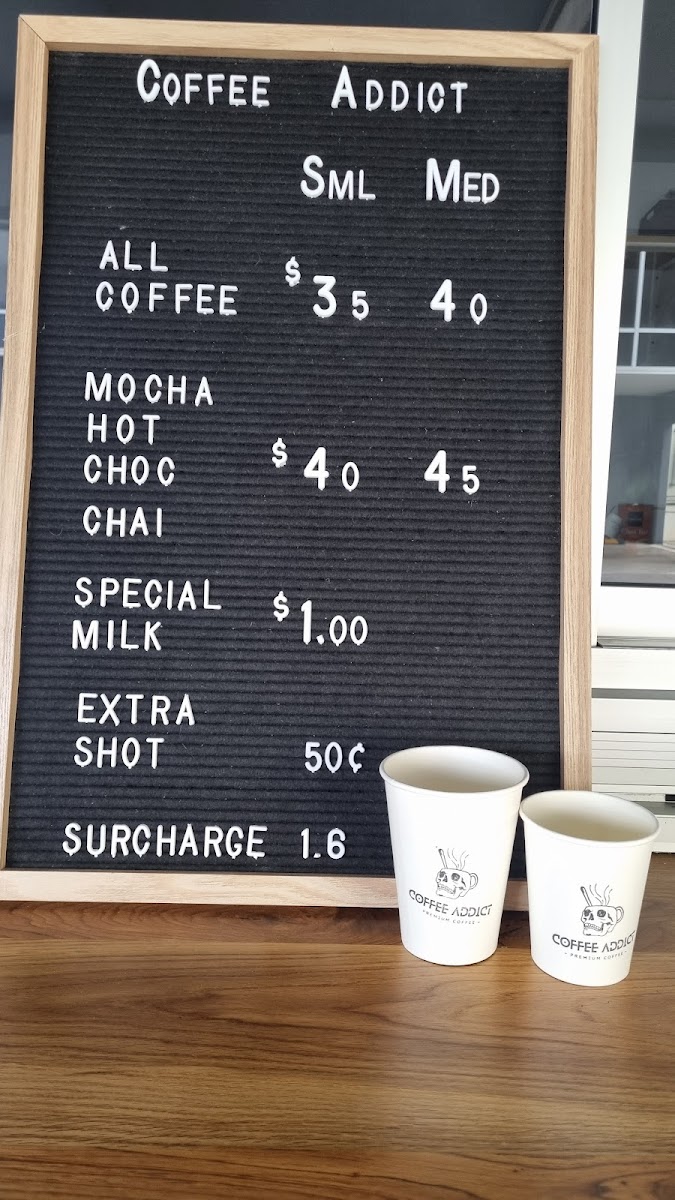 COFFEE ADDICT
SML MED
ALL
COFFEE $35 40
MOCHA
HOT
CHOC $40 45
CHAI
SPECIAL
MILK $1.00
EXTRA
SHOT 50¢
SURCHARGE 1.6
COFFEE ADDICT
PREMIUM COFFEE
COFFEE ADDICT
PREMIUM COFFEE